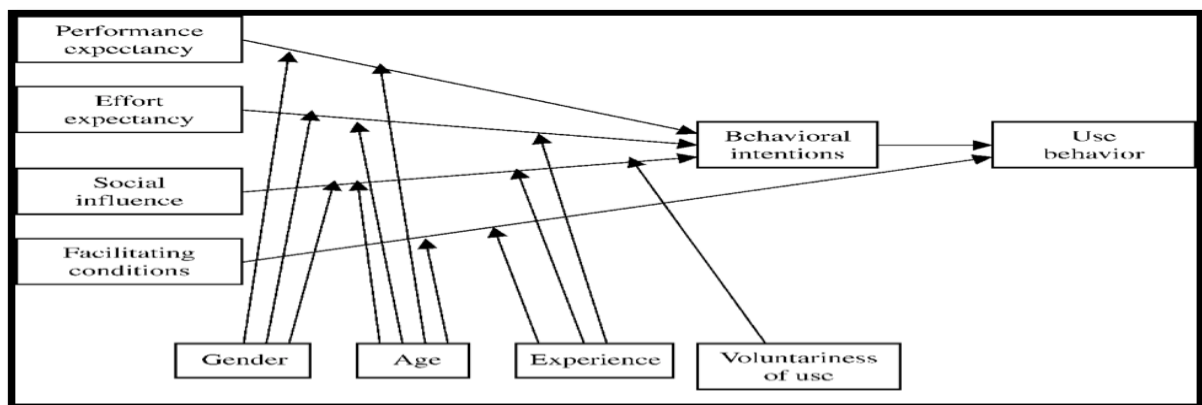 Performance
expectancy
Effort
expectancy
Social
influence
Facilitating
conditions
Behavioral
intentions
Use
behavior
Gender
Age
Experience
Voluntariness
of use